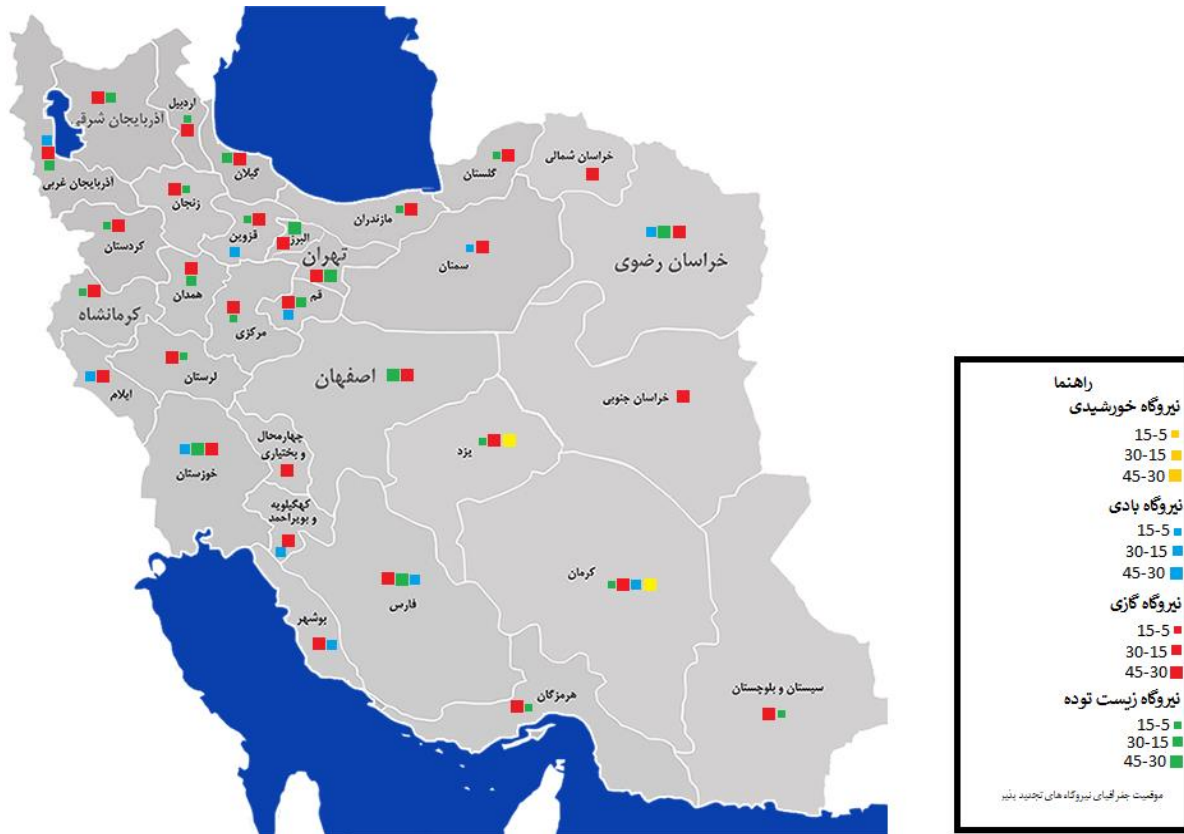 اردبیل
آذربایجان شرقی
گیلان
گلستان
خراسان شمالی
آذربایجان غربی
زنجان
مازندران
قزوین
البرز
کردستان
تهران
سمنان
خراسان رضوی
همدان
قم
کرمانشاه
مرکزی
لرستان
اصفهان
ایلام
خراسان جنوبی
چهارمحال
و بختیاری
یزد
خوزستان
کهگیلویه
و بویراحمد
کرمان
فارس
بوشهر
هرمزگان
سیستان و بلوچستان
راهنما
نیروگاه خورشیدی
15-5
30-15
45-30
نیروگاه بادی
15-5
30-15
45-30
نیروگاه گازی
15-5
30-15
45-30
نیروگاه زیست توده
15-5
30-15
45-30
موقعیت جغرافیای نیروگاه های تجدید پذیر